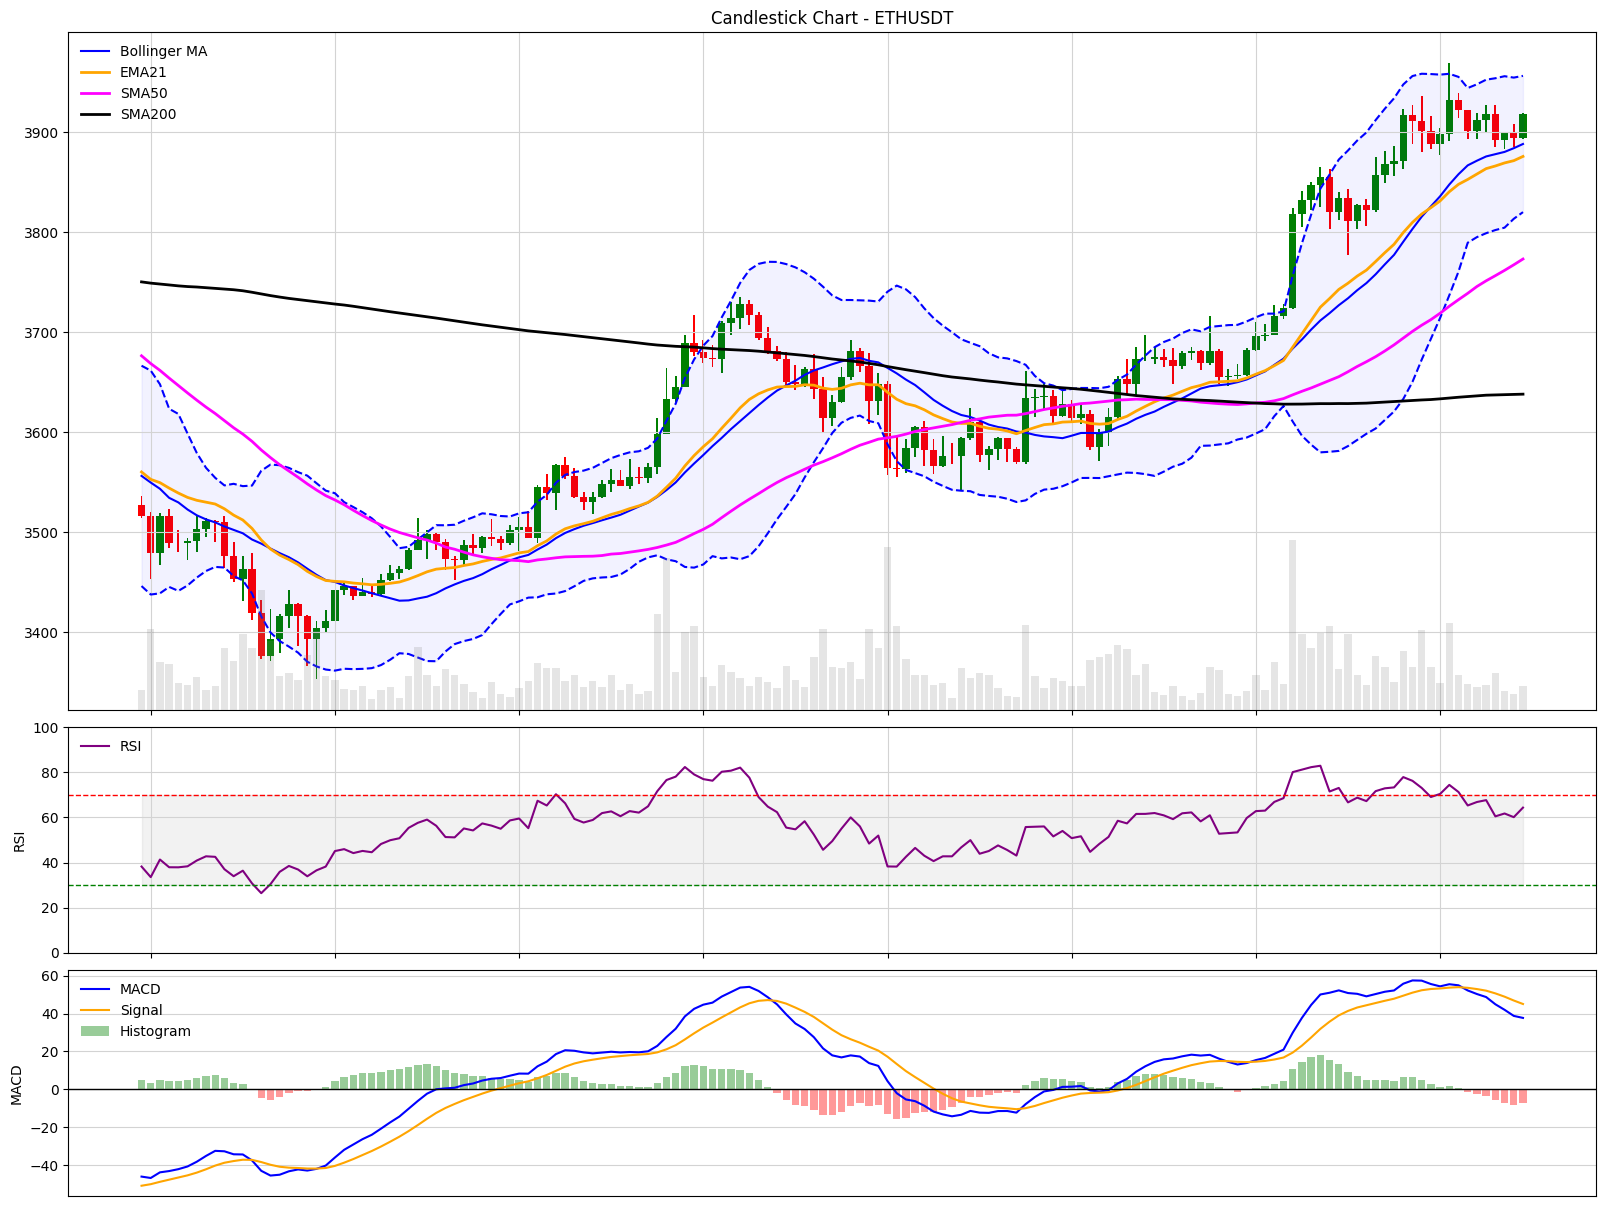 Candlestick Chart - ETHUSDT
Bollinger MA
EMA21
SMA50
SMA200
3900
3800
3700
3600
3500
3400
RSI
100
80
60
40
20
0
RSI
MACD
Signal
Histogram
60
40
20
0
−20
−40
MACD